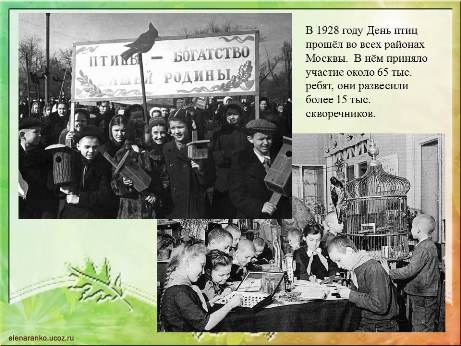 ПТИЦЫ — БОГАТСТВО
НАШЕЙ РОДИНЫ
В 1928 году День птиц
прошёл во всех районах
Москвы. В нём приняло
участие около 65 тыс.
ребят, они развесили
более 15 тыс.
скворечников.
elenaranko.ucoz.ru